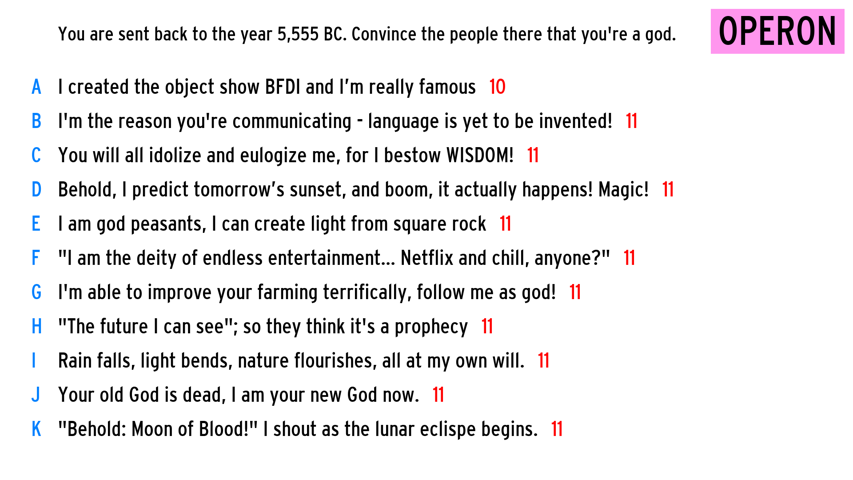 You are sent back to the year 5,555 BC. Convince the people there that you're a god.
OPERON
A I created the object show BFDI and I’m really famous 10
B I'm the reason you're communicating - language is yet to be invented! 11
C You will all idolize and eulogize me, for I bestow WISDOM! 11
D Behold, I predict tomorrow’s sunset, and boom, it actually happens! Magic! 11
E I am god peasants, I can create light from square rock 11
F "I am the deity of endless entertainment... Netflix and chill, anyone?" 11
G I'm able to improve your farming terrifically, follow me as god! 11
H "The future I can see"; so they think it's a prophecy 11
I Rain falls, light bends, nature flourishes, all at my own will. 11
J Your old God is dead, I am your new God now. 11
K "Behold: Moon of Blood!" I shout as the lunar eclispe begins. 11